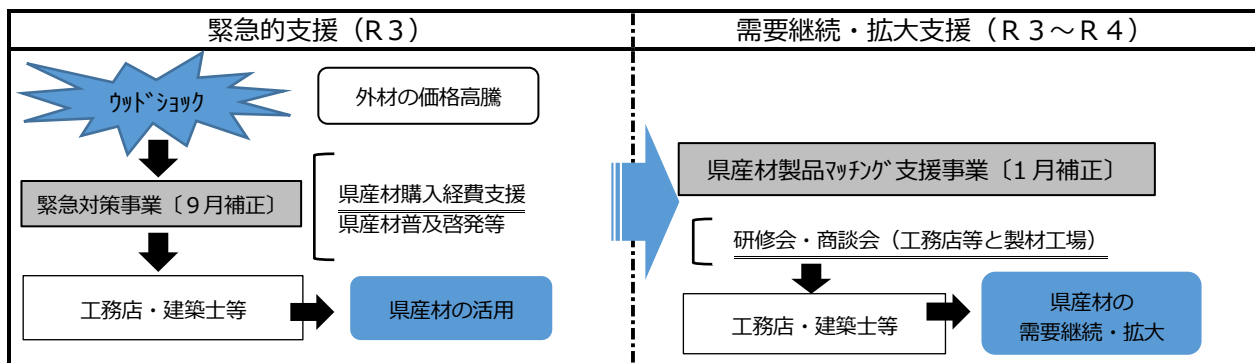 緊急的支援（Ｒ３）
ｳｯﾄﾞｼｮｯｸ
外材の価格高騰
緊急対策事業〔９月補正〕
県産材購入経費支援
県産材普及啓発等
工務店・建築士等
県産材の活用
需要継続・拡大支援（Ｒ３～Ｒ４）
県産材製品ﾏｯﾁﾝｸﾞ支援事業〔１月補正〕
研修会・商談会（工務店等と製材工場）
工務店・建築士等
県産材の
需要継続・拡大